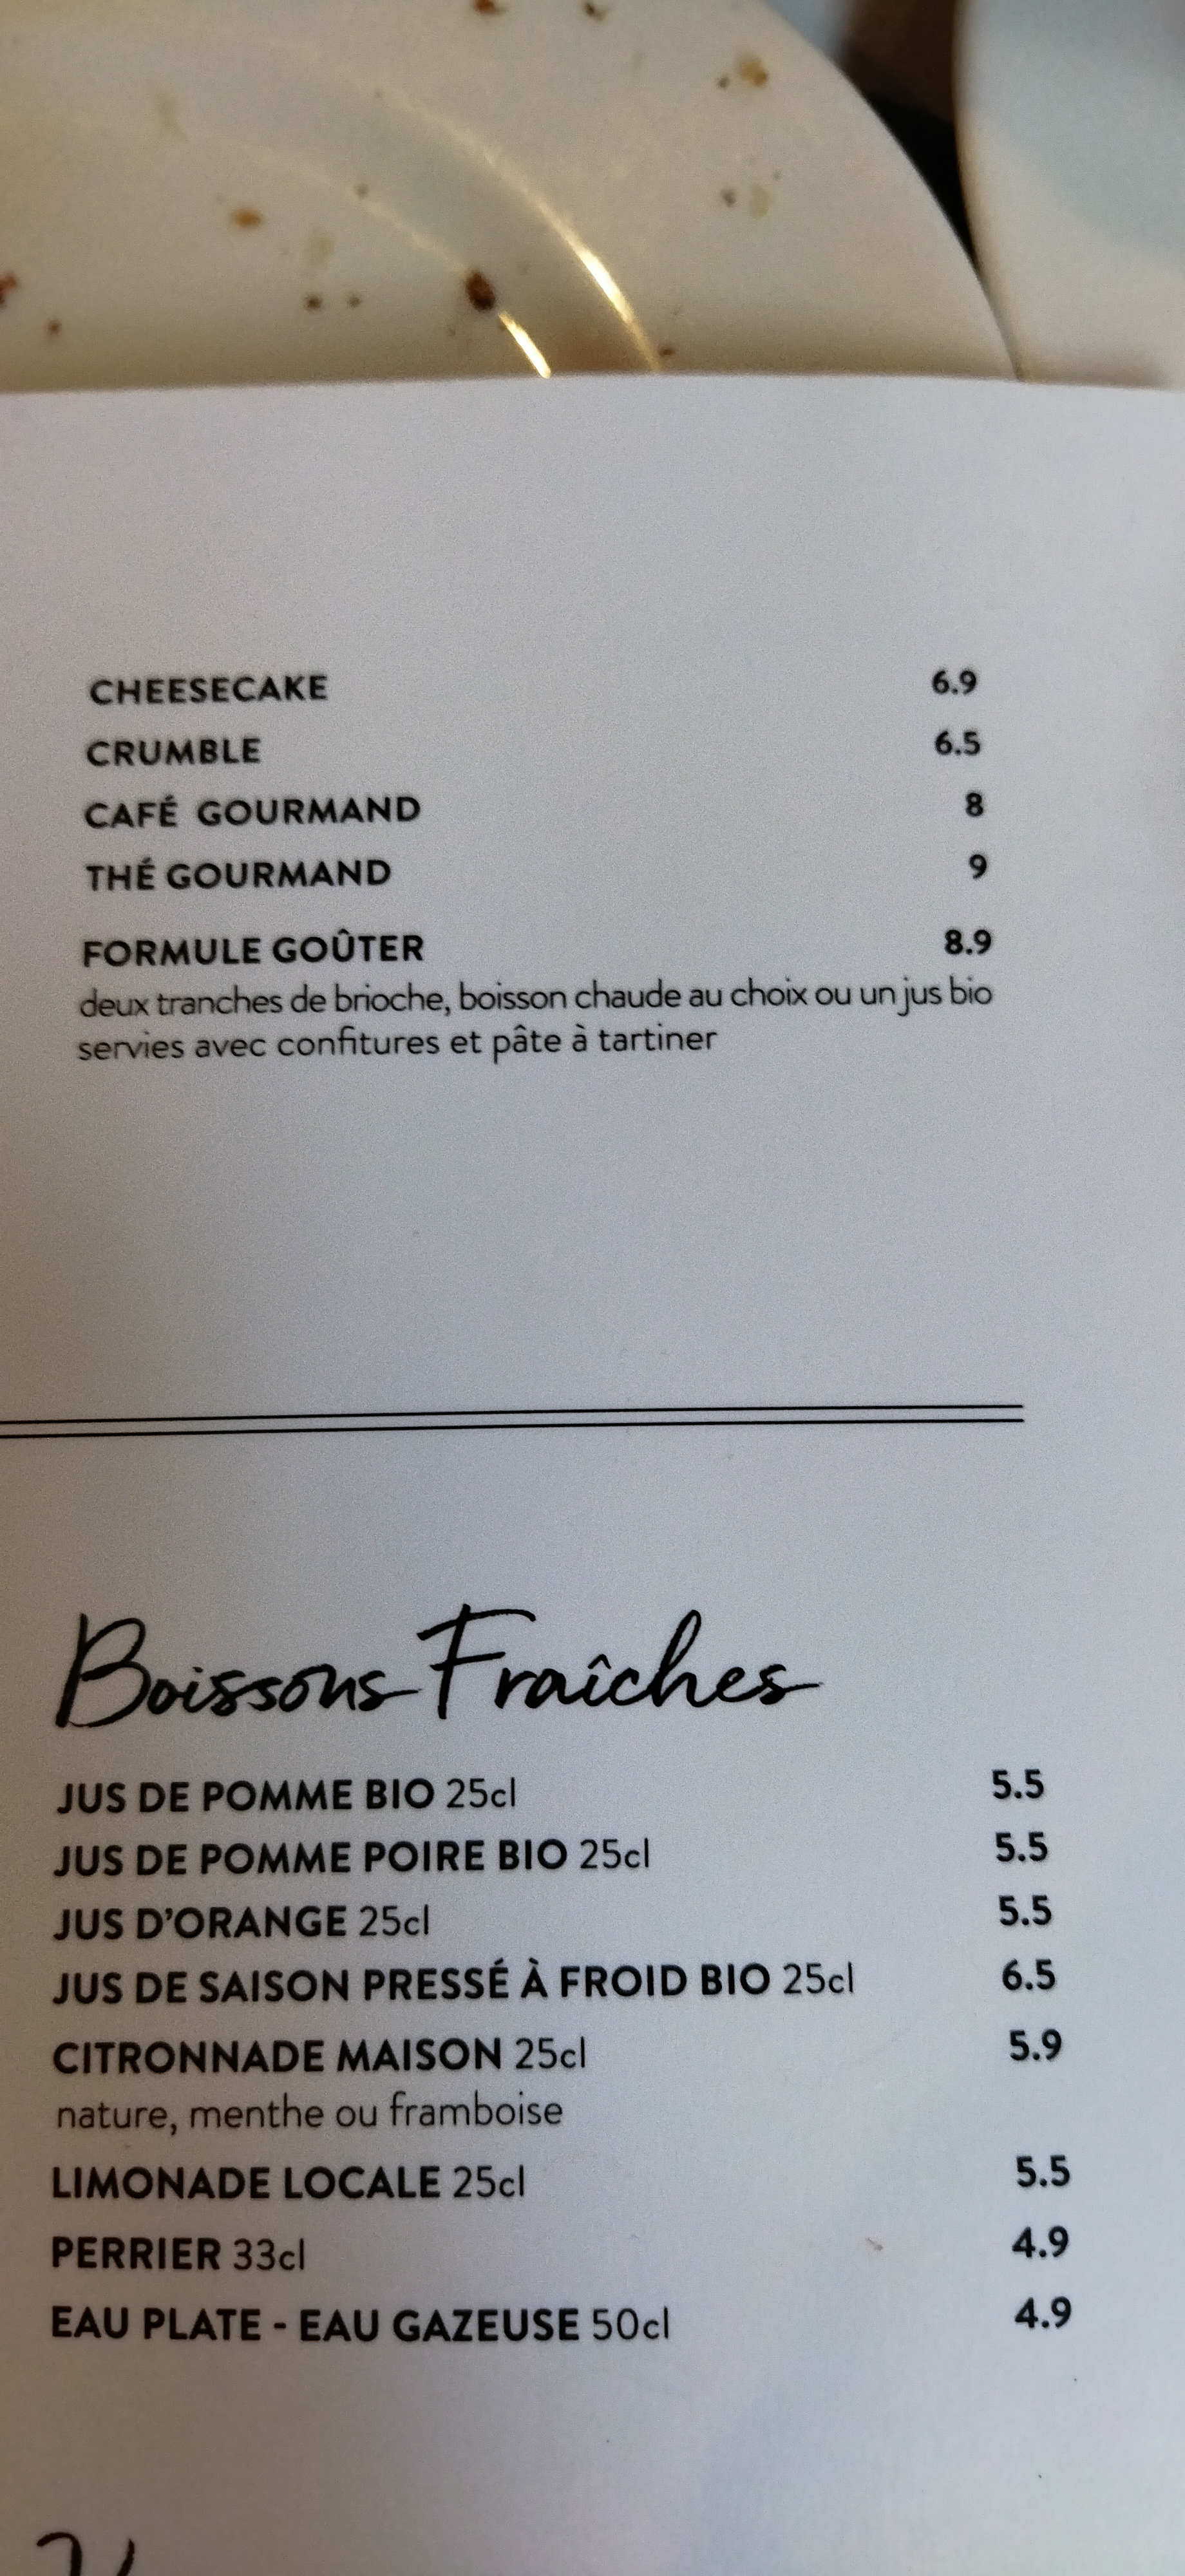 CHEESECAKE 6.9
CRUMBLE 6.5
CAFÉ GOURMAND 8
THÉ GOURMAND 9
FORMULE GOÛTER 8.9
deux tranches de brioche, boisson chaude au choix ou un jus bio
servies avec confitures et pâte à tartiner
Boissons Fraîches
JUS DE POMME BIO 25cl 5.5
JUS DE POMME POIRE BIO 25cl 5.5
JUS D'ORANGE 25cl 5.5
JUS DE SAISON PRESSÉ À FROID BIO 25cl 6.5
CITRONNADE MAISON 25cl 5.9
nature, menthe ou framboise
LIMONADE LOCALE 25cl 5.5
PERRIER 33cl 4.9
EAU PLATE - EAU GAZEUSE 50cl 4.9